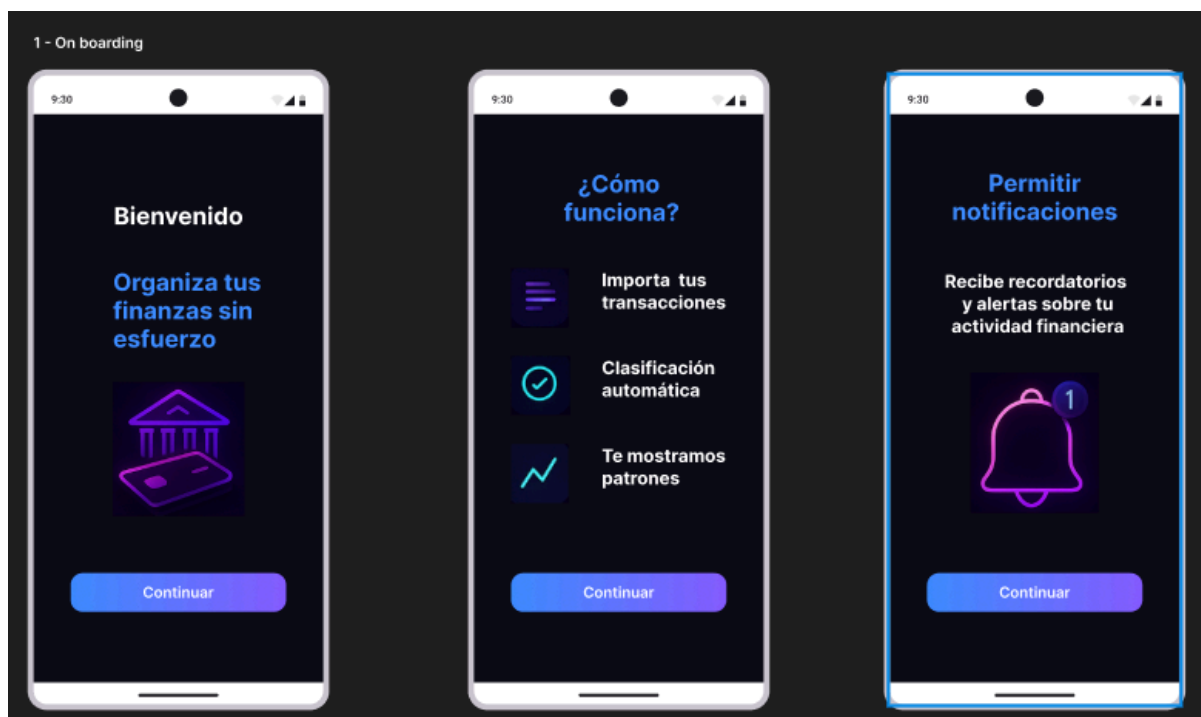 1 - On boarding
9:30
Bienvenido
Organiza tus
finanzas sin
esfuerzo
Continuar
9:30
¿Cómo
funciona?
Importa tus
transacciones
Clasificación
automática
Te mostramos
patrones
Continuar
9:30
Permitir
notificaciones
Recibe recordatorios
y alertas sobre tu
actividad financiera
1
Continuar